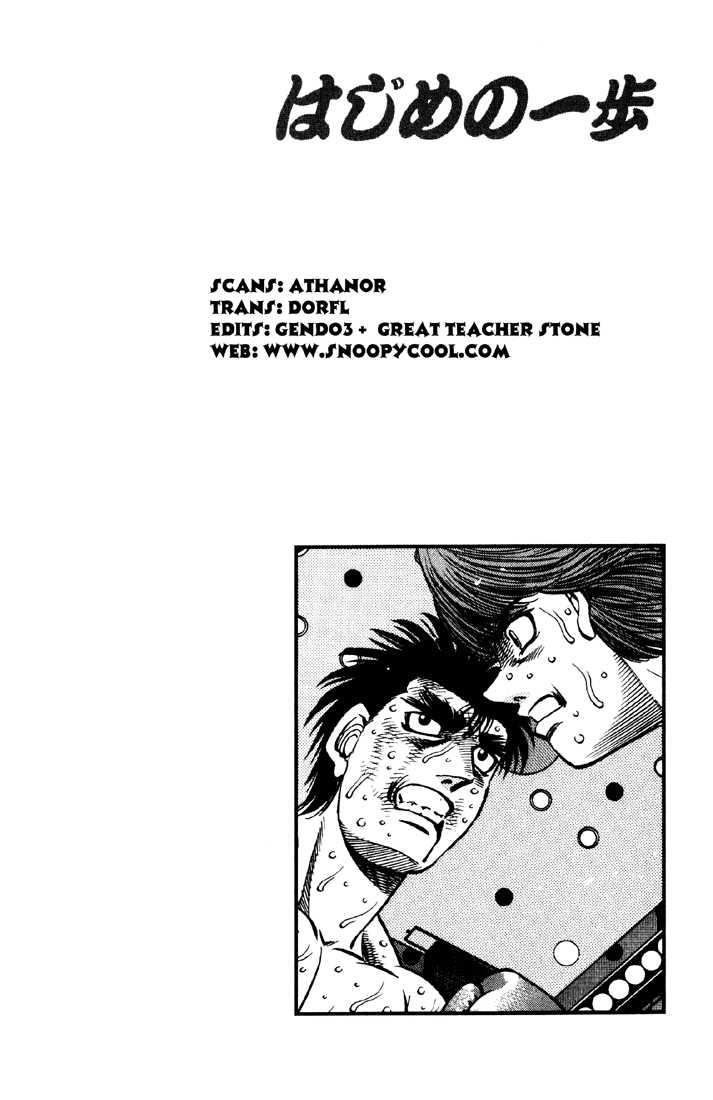 はじめの一歩
SCANS: ATHANOR
TRANS: DORFL
EDITS: GENDO3 + GREAT TEACHER STONE
WEB: WWW.SNOOPYCOOL.COM